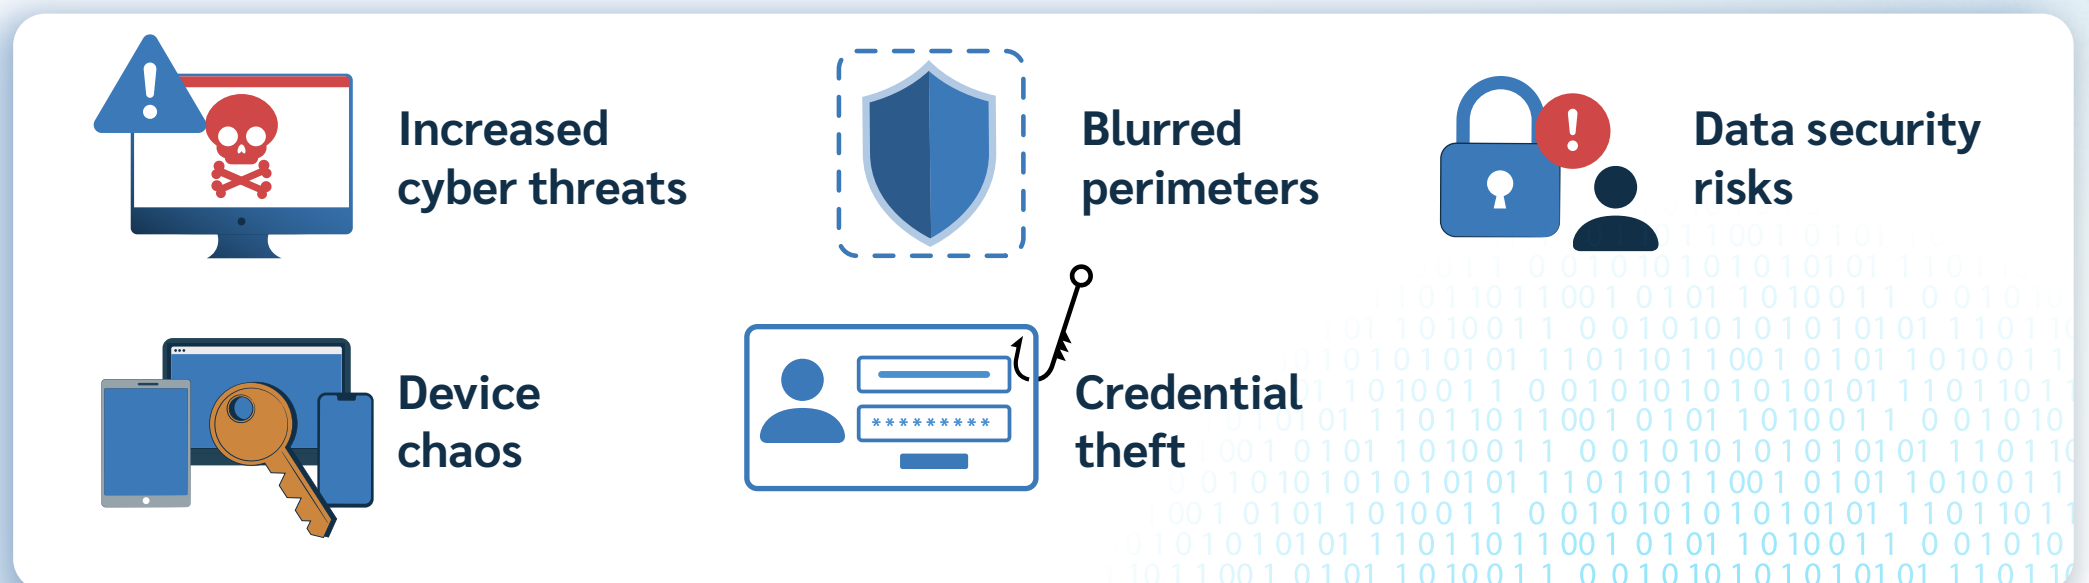 Increased
cyber threats
Blurred
perimeters
Data security
risks
Device
chaos
*********
Credential
theft